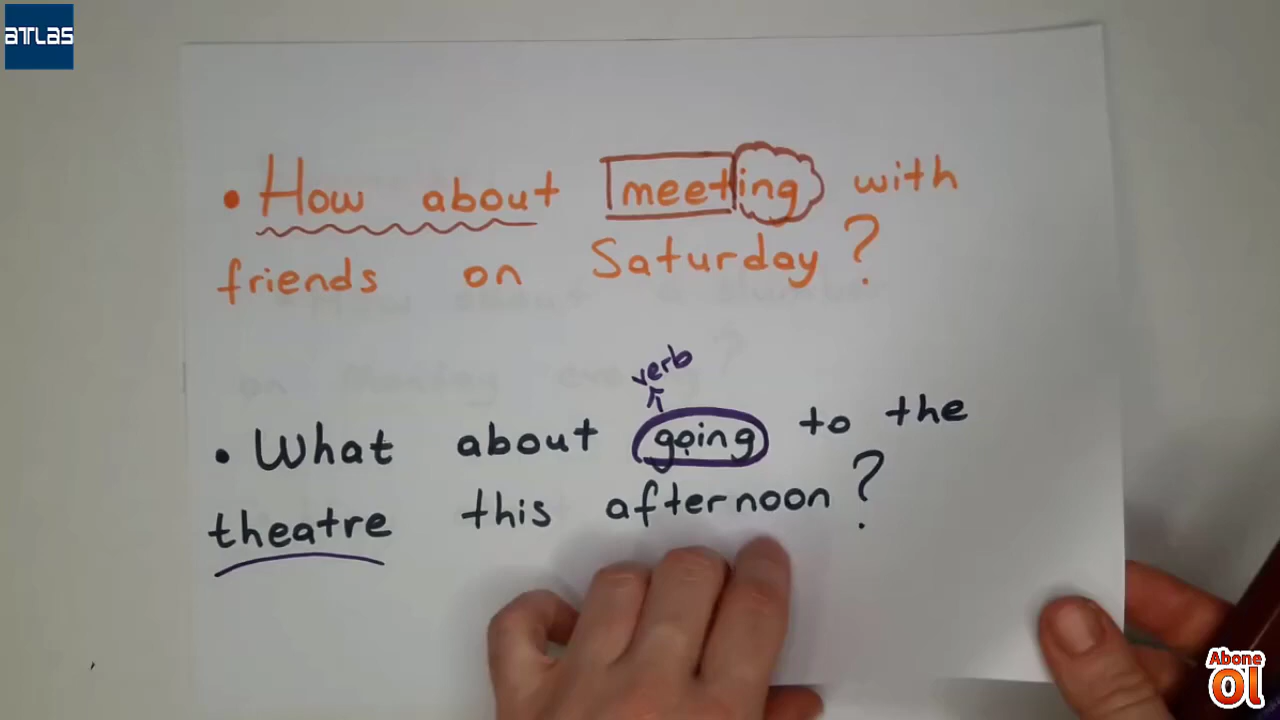 ATLAS
• How about meeting with
friends on Saturday?
verb
• What about going to the
theatre this afternoon?
Abone
Ol